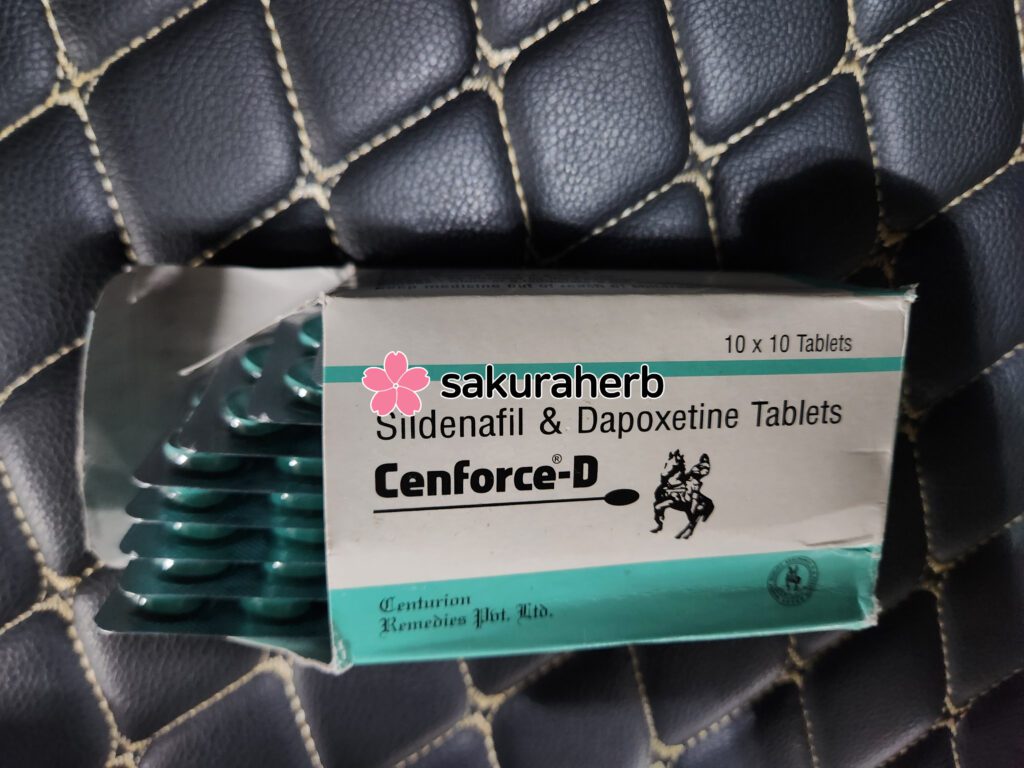 10 x 10 Tablets
sakuraherb
Sildenafil & Dapoxetine Tablets
Cenforce®-D
Centurion
Remedies Pvt. Ltd.